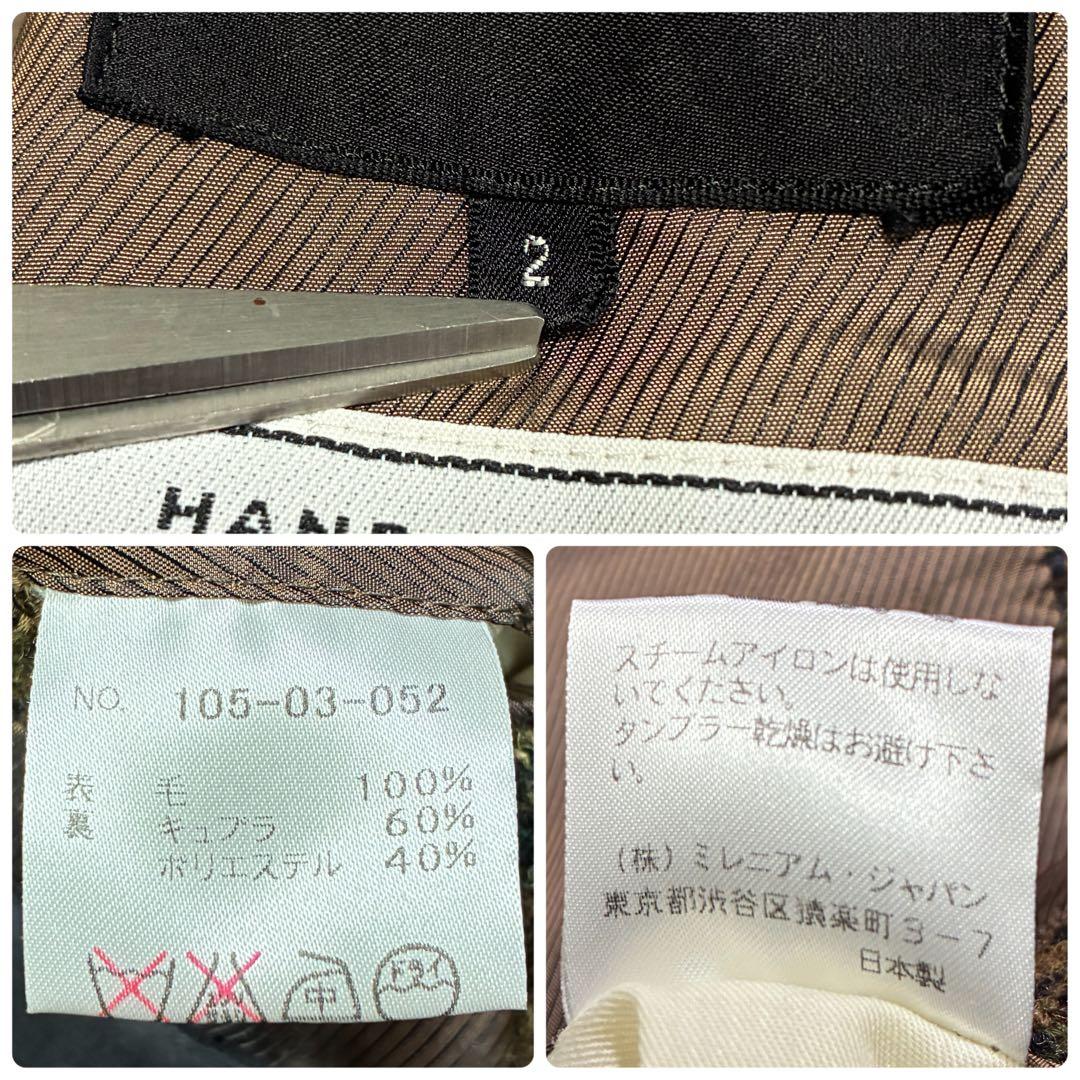 2
HAND
NO. 105-03-052
表 毛 100%
裏 キュプラ 60%
ポリエステル 40%
中 ドライ
スチームアイロンは使用しな
いてください。
タンブラー乾燥はお避け下さ
い。
(株)ミレニアム・ジャパン
東京都渋谷区猿楽町3-7
日本製